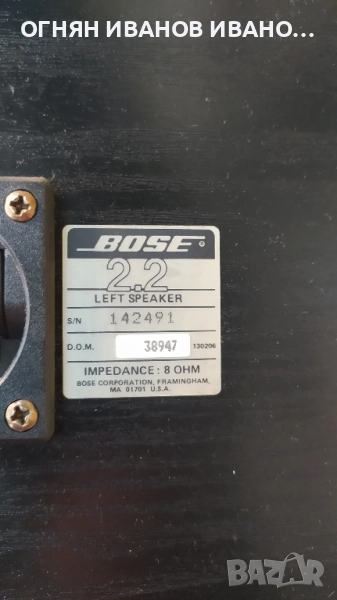 ОГНЯН ИВАНОВ ИВАНО...
BOSE®
2.2
LEFT SPEAKER
S/N 142491
D.O.M. 38947 130206
IMPEDANCE : 8 OHM
BOSE CORPORATION, FRAMINGHAM,
MA 01701 U.S.A.
BAZAR